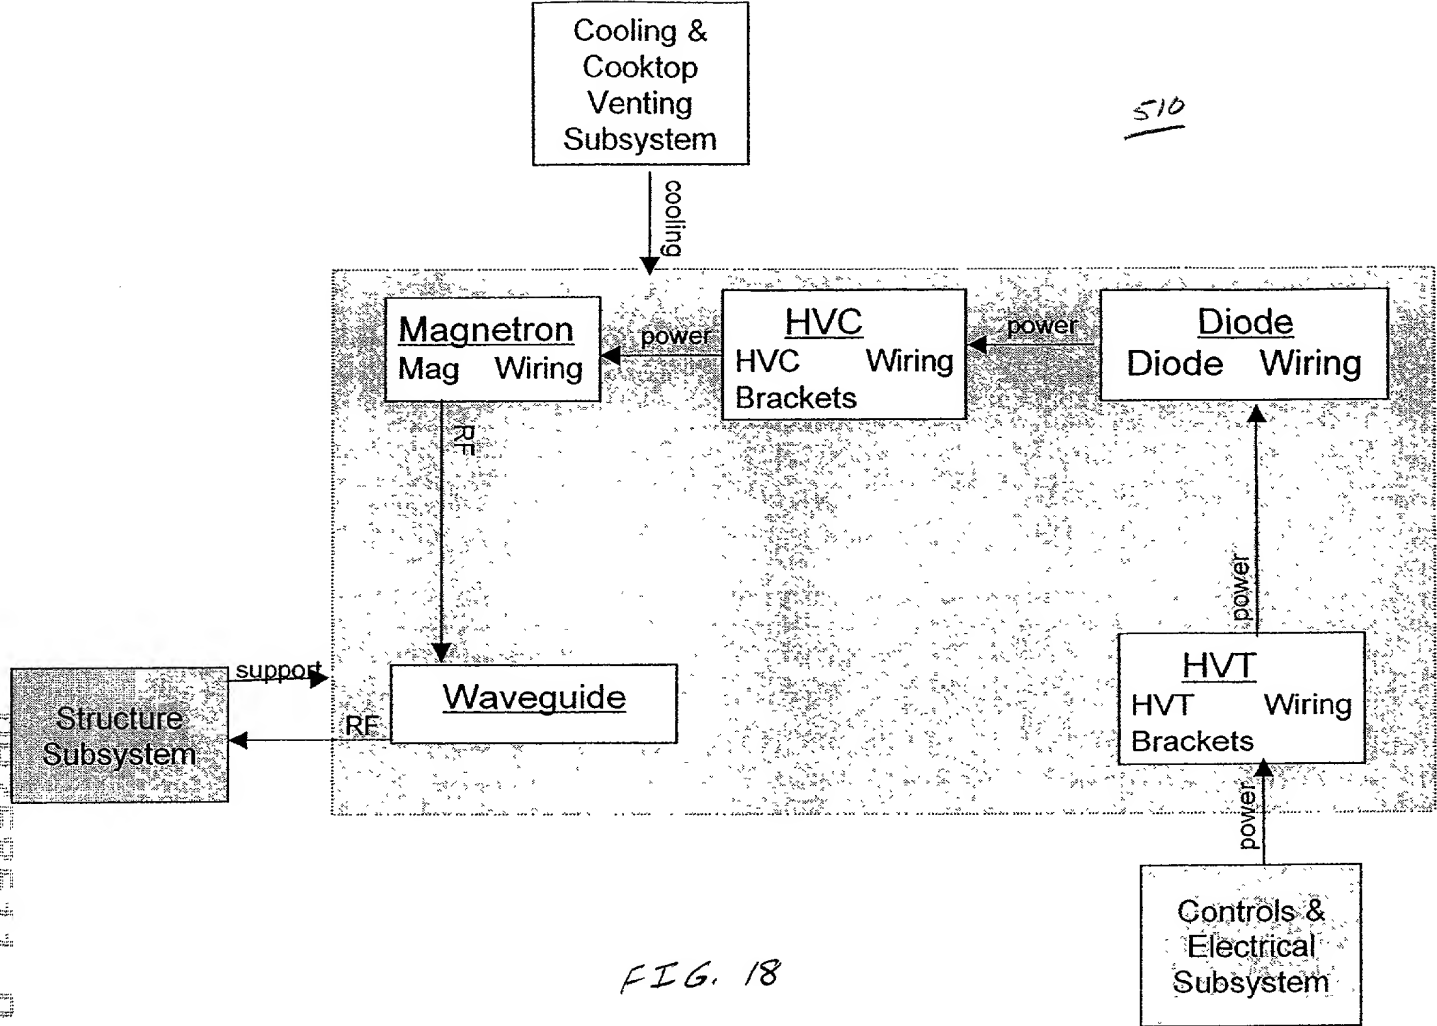 Cooling &
Cooktop
Venting
Subsystem
510
cooling
Magnetron
Mag Wiring
power
HVC
HVC Wiring
Brackets
power
Diode
Diode Wiring
RF
power
support
Structure
Subsystem
RF
Waveguide
HVT
HVT Wiring
Brackets
power
Controls &
Electrical
Subsystem
FIG. 18